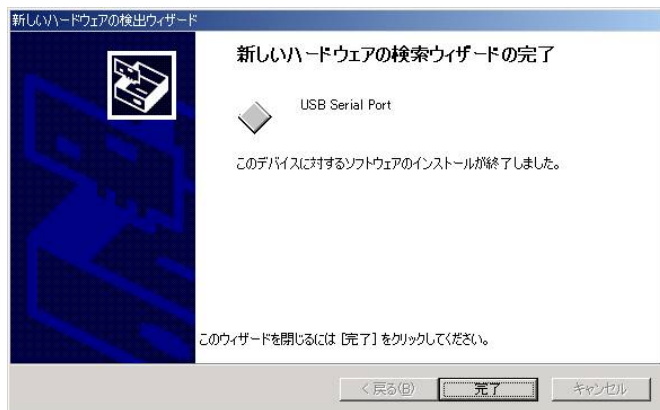 新しいハードウェアの検出ウィザード
新しいハードウェアの検索ウィザードの完了
USB Serial Port
このデバイスに対するソフトウェアのインストールが終了しました。
このウィザードを閉じるには [完了] をクリックしてください。
< 戻る(B)
完了
キャンセル